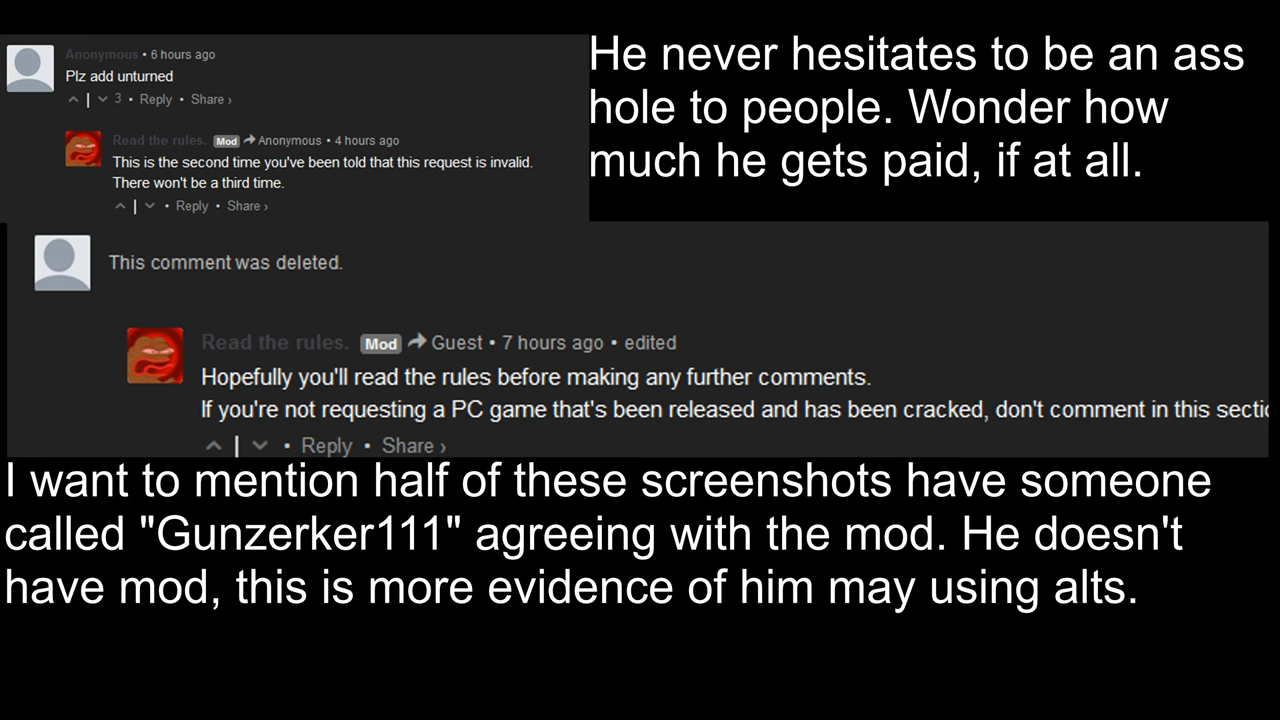 Anonymous • 6 hours ago
Plz add unturned
3 • Reply • Share ›
Read the rules. Mod Anonymous • 4 hours ago
This is the second time you've been told that this request is invalid.
There won't be a third time.
• Reply • Share ›
He never hesitates to be an ass
hole to people. Wonder how
much he gets paid, if at all.
This comment was deleted.
Read the rules. Mod Guest • 7 hours ago • edited
Hopefully you'll read the rules before making any further comments.
If you're not requesting a PC game that's been released and has been cracked, don't comment in this sectio
• Reply • Share ›
I want to mention half of these screenshots have someone
called "Gunzerker111" agreeing with the mod. He doesn't
have mod, this is more evidence of him may using alts.